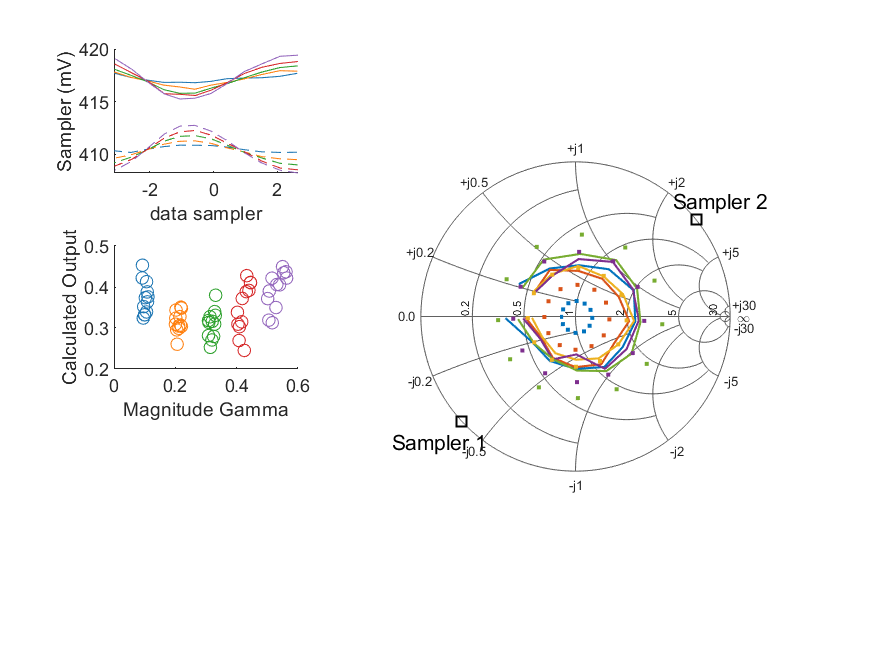 420
415
410
Sampler (mV)
-2
0
2
data sampler
0.5
0.4
0.3
0.2
Calculated Output
0
0.2
0.4
0.6
Magnitude Gamma
+j1
+j0.5
+j2
Sampler 2
+j0.2
+j5
0.0
0.2
0.5
1
2
5
30
+j30
∞
-j30
-j0.2
-j5
Sampler 1
-j0.5
-j2
-j1